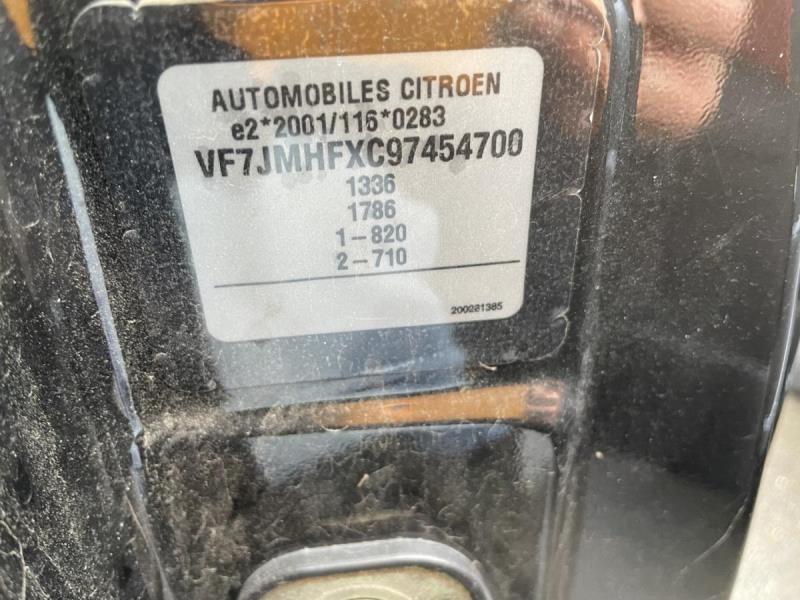 AUTOMOBILES CITROEN
e2*2001/116*0283
VF7JMHFXC97454700
1336
1786
1-820
2-710
200281385